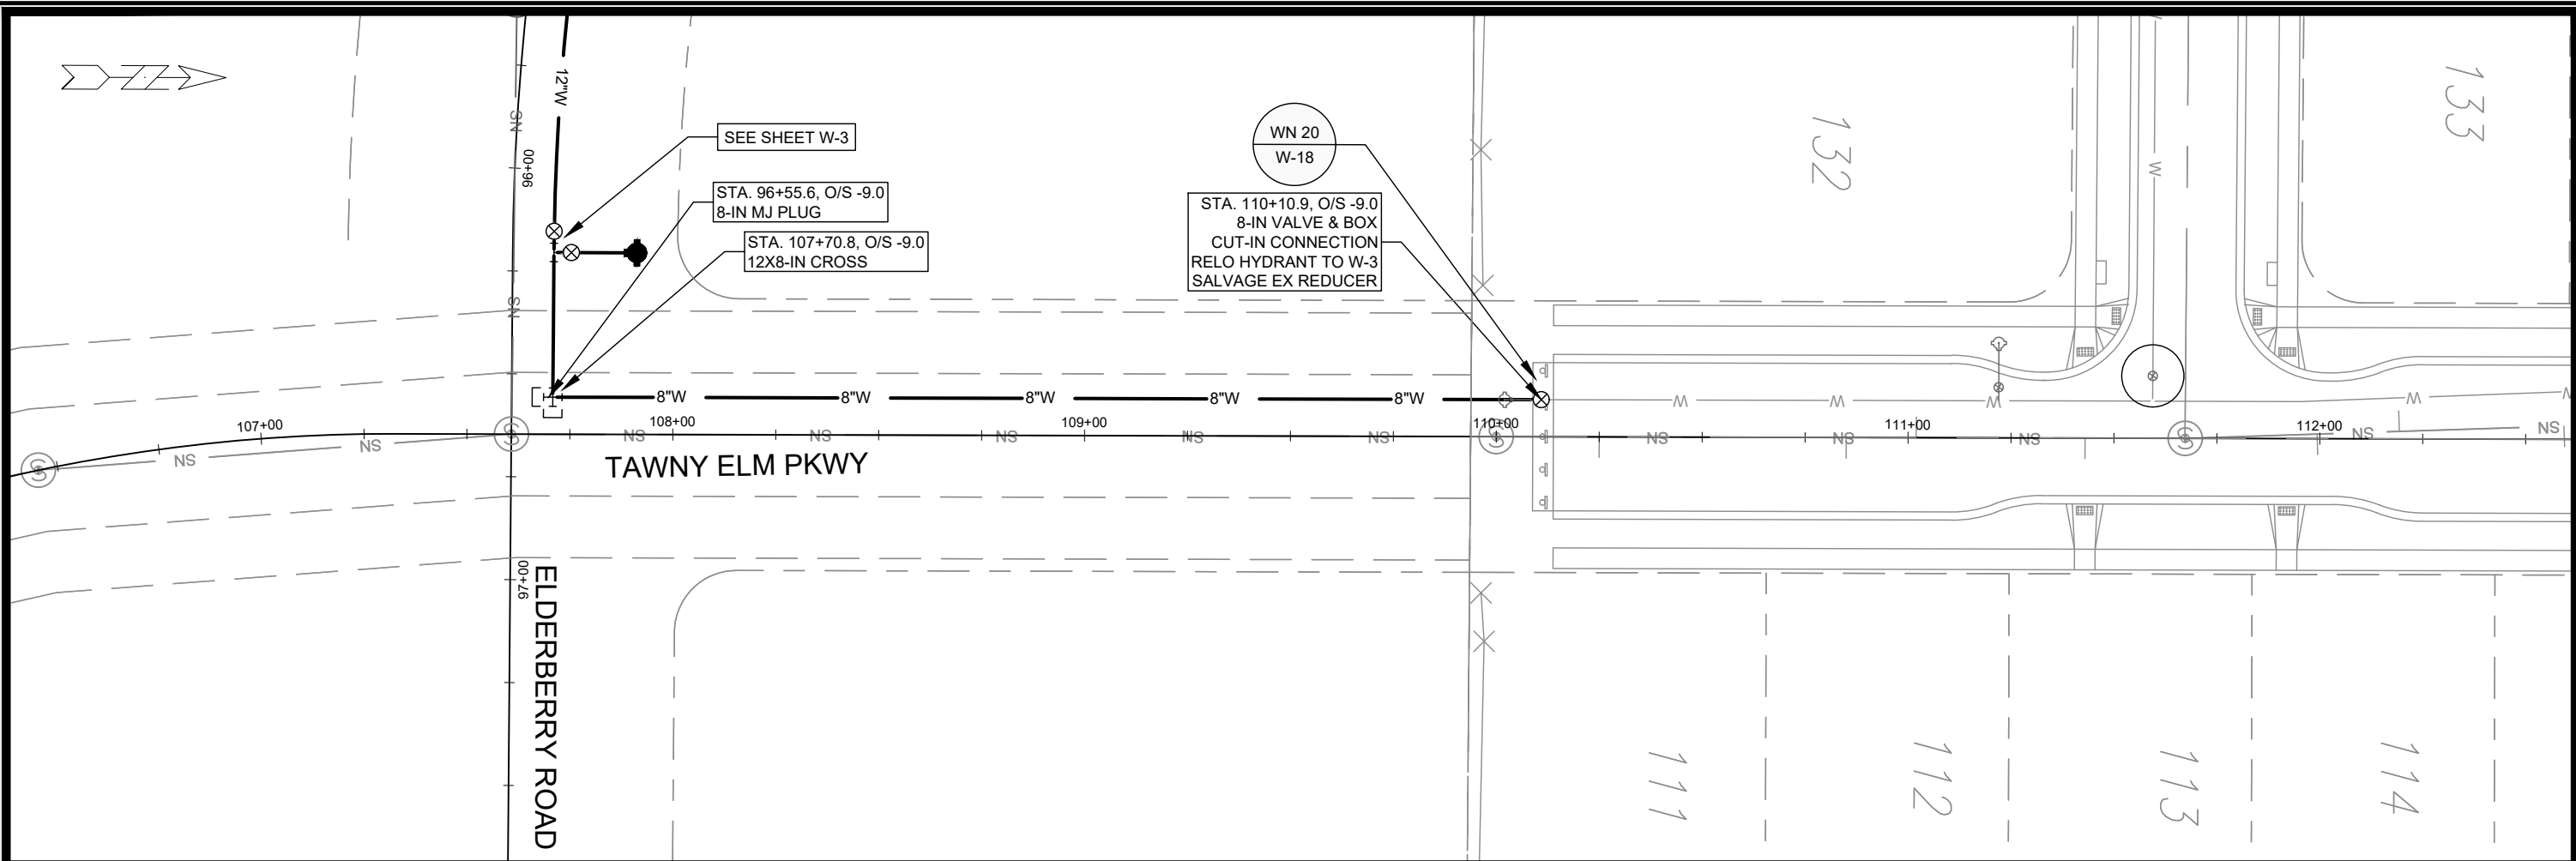 12"W
NS
96+00
NS
SEE SHEET W-3
STA. 96+55.6, O/S -9.0
8-IN MJ PLUG
STA. 107+70.8, O/S -9.0
12X8-IN CROSS
WN 20
W-18
STA. 110+10.9, O/S -9.0
8-IN VALVE & BOX
CUT-IN CONNECTION
RELO HYDRANT TO W-3
SALVAGE EX REDUCER
132
133
W
W
8"W
8"W
8"W
8"W
8"W
W
W
W
W
W
107+00
108+00
109+00
110+00
111+00
112+00
S
NS
NS
S
NS
NS
NS
NS
NS
S
NS
NS
NS
S
NS
NS
TAWNY ELM PKWY
97+00
ELDERBERRY ROAD
111
112
113
114